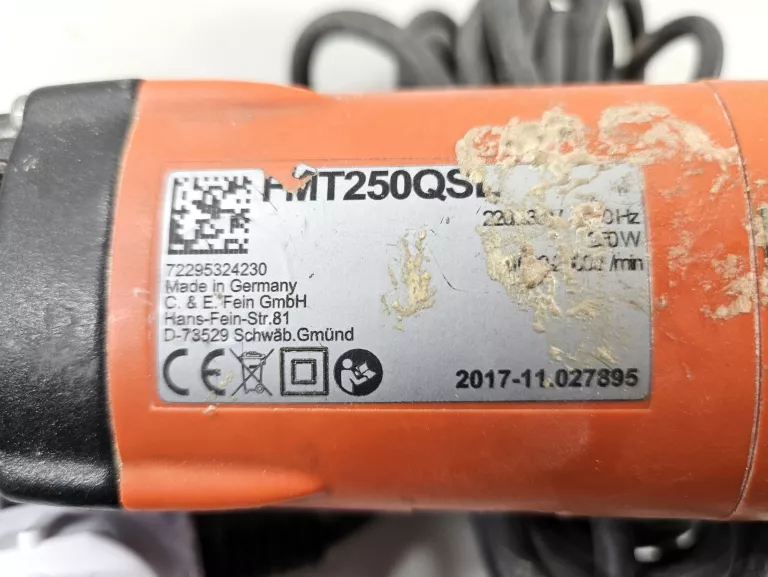 FMT250QSL
72295324230
Made in Germany
C. & E. Fein GmbH
Hans-Fein-Str.81
D-73529 Schwäb.Gmünd
2017-11.027895